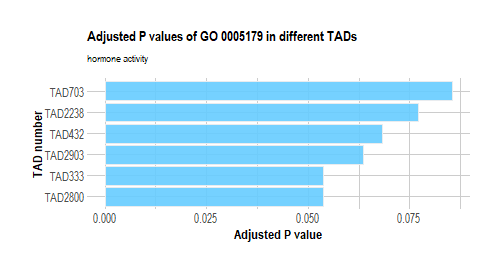 Adjusted P values of GO 0005179 in different TADs
hormone activity
TAD703
TAD2238
TAD432
TAD2903
TAD333
TAD2800
TAD number
0.000 0.025 0.050 0.075
Adjusted P value